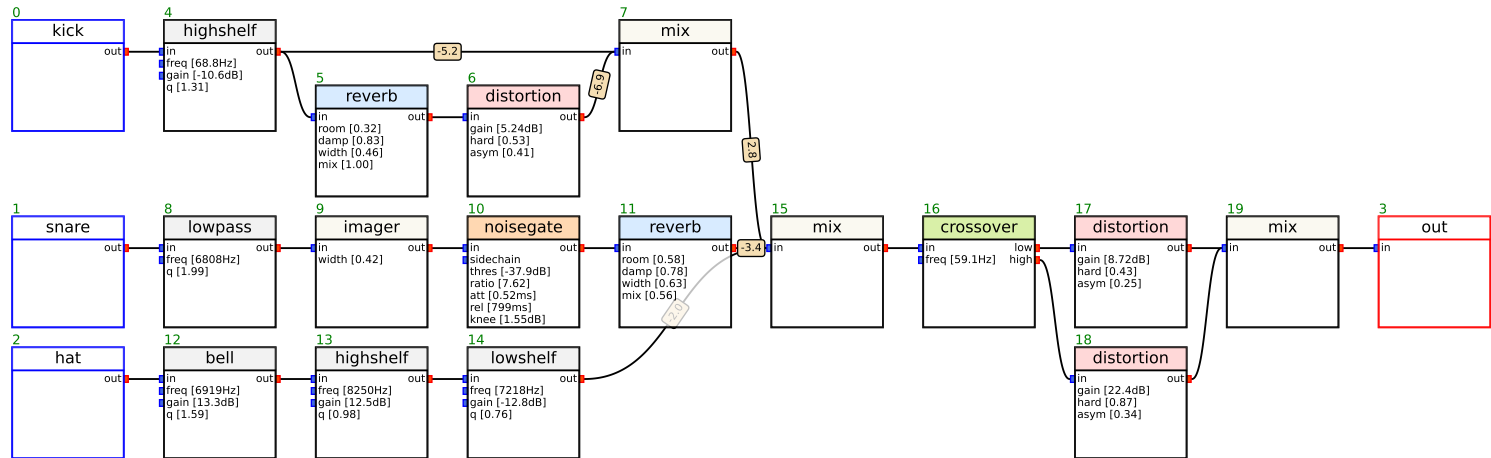 0
kick
out
4
highshelf
in out
freq [68.8Hz]
gain [-10.6dB]
q [1.31]
-5.2
5
reverb
in out
room [0.32]
damp [0.83]
width [0.46]
mix [1.00]
6
distortion
in out
gain [5.24dB]
hard [0.53]
asym [0.41]
-6.9
7
mix
in out
2.8
1
snare
out
8
lowpass
in out
freq [6808Hz]
q [1.99]
9
imager
in out
width [0.42]
10
noisegate
in out
sidechain
thres [-37.9dB]
ratio [7.62]
att [0.52ms]
rel [799ms]
knee [1.55dB]
11
reverb
in out
room [0.58]
damp [0.78]
width [0.63]
mix [0.56]
-3.4
15
mix
in out
16
crossover
in low
freq [59.1Hz] high
17
distortion
in out
gain [8.72dB]
hard [0.43]
asym [0.25]
19
mix
in out
3
out
in
2
hat
out
12
bell
in out
freq [6919Hz]
gain [13.3dB]
q [1.59]
13
highshelf
in out
freq [8250Hz]
gain [12.5dB]
q [0.98]
14
lowshelf
in out
freq [7218Hz]
gain [-12.8dB]
q [0.76]
-2.0
18
distortion
in out
gain [22.4dB]
hard [0.87]
asym [0.34]